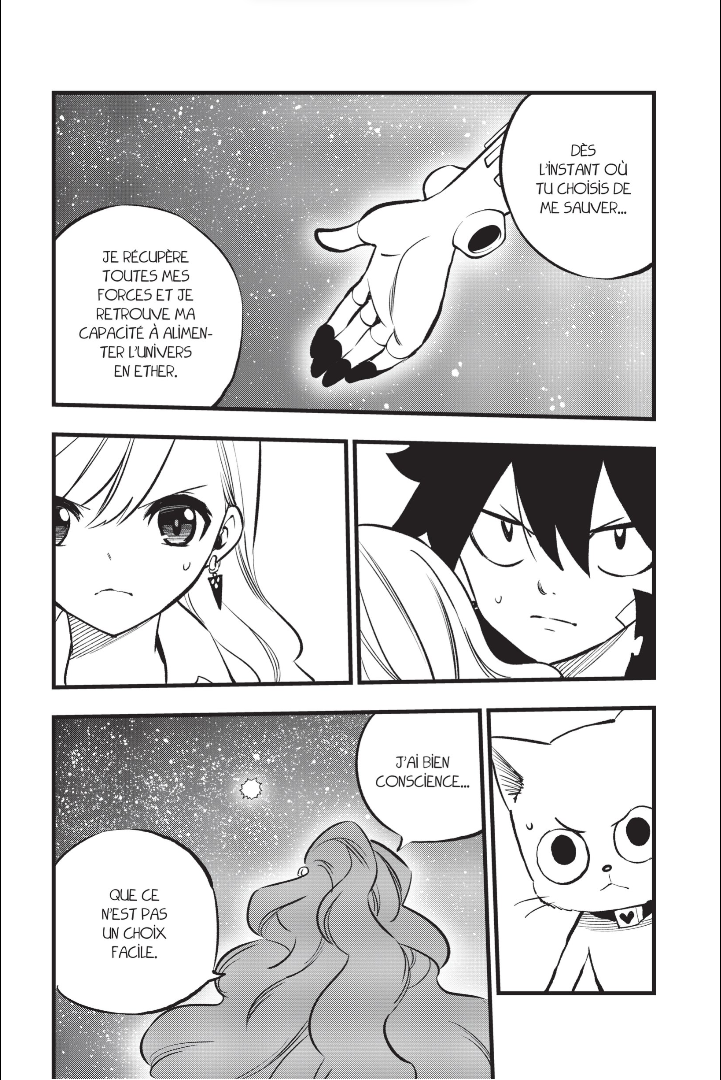 DÈS
L'INSTANT OÙ
TU CHOISIS DE
ME SAUVER...
JE RÉCUPÈRE
TOUTES MES
FORCES ET JE
RETROUVE MA
CAPACITÉ À ALIMEN-
TER L'UNIVERS
EN ETHER.
J'AI BIEN
CONSCIENCE...
QUE CE
N'EST PAS
UN CHOIX
FACILE.